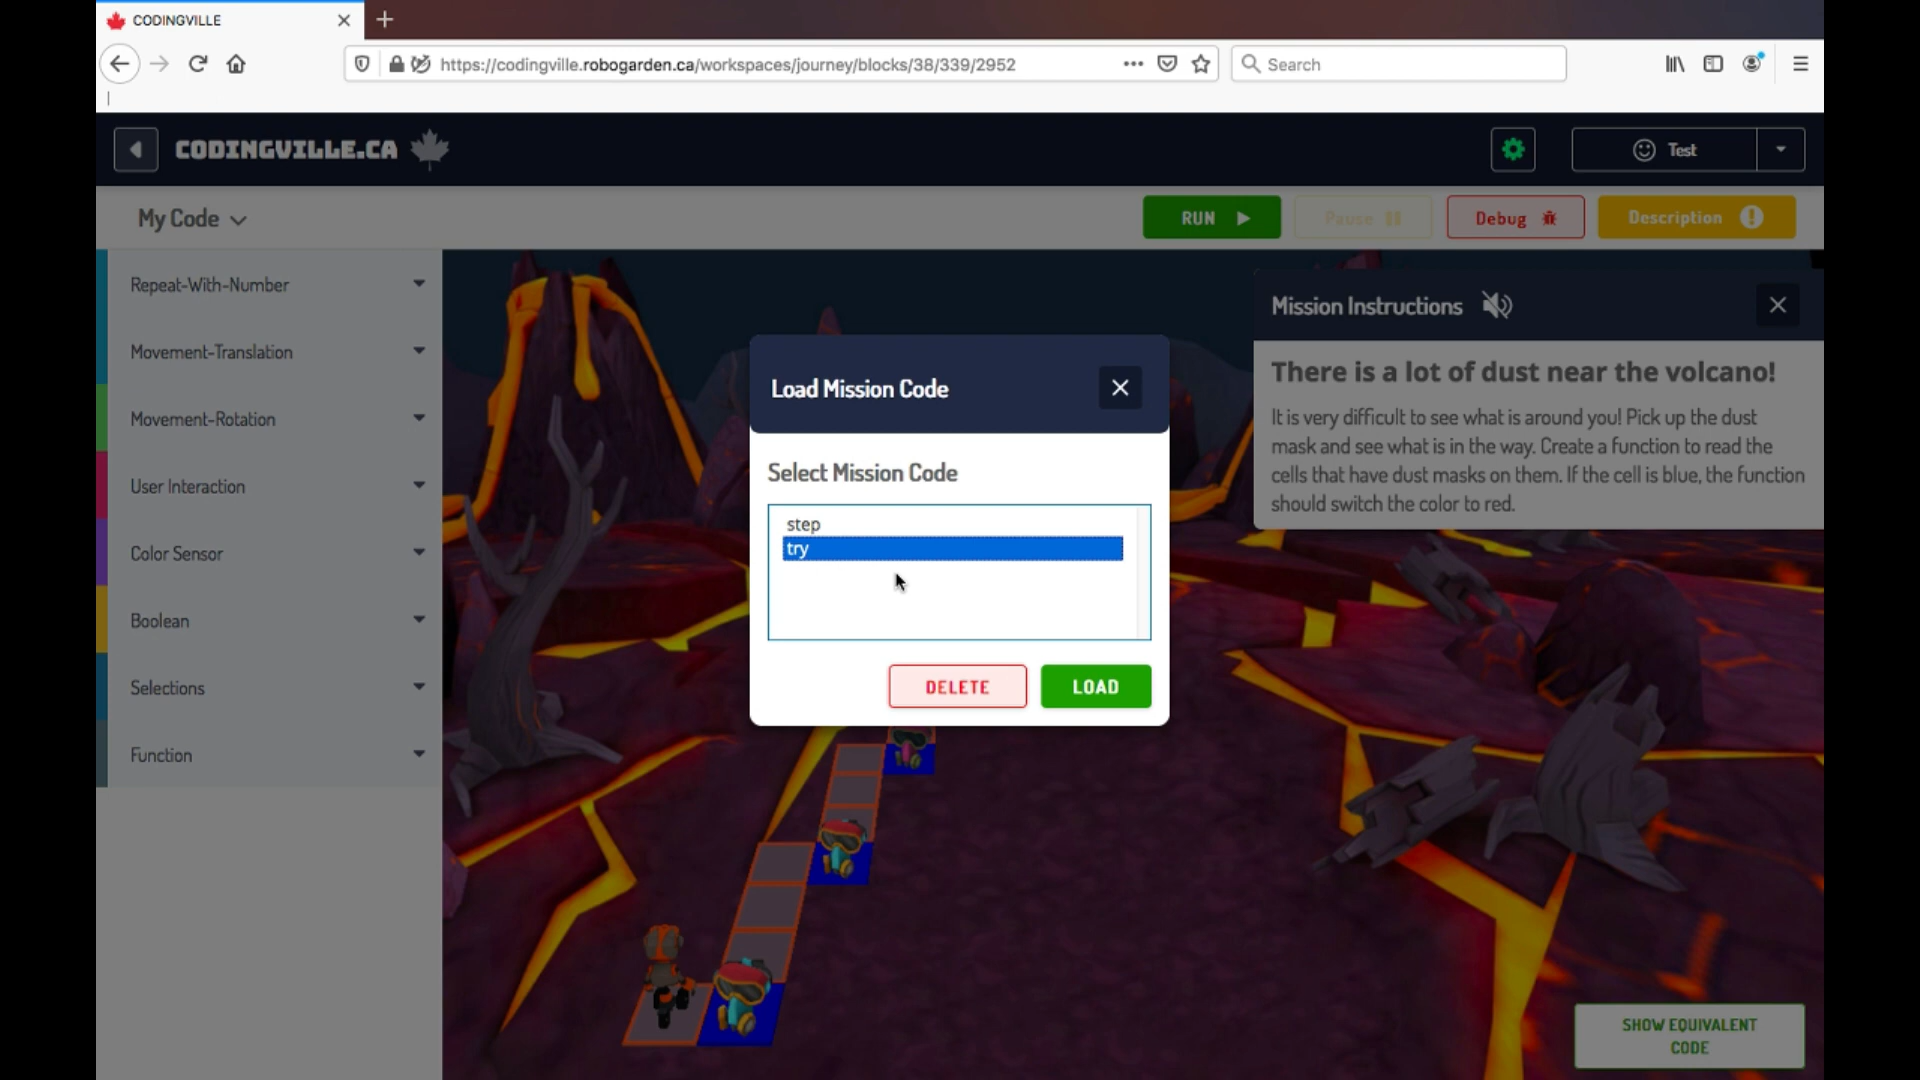 CODINGVILLE
https://codingville.robogarden.ca/workspaces/journey/blocks/38/339/2952
Search
CODINGVILLE.CA
Test
My Code
RUN
Pause
Debug
Description
Repeat-With-Number
Movement-Translation
Movement-Rotation
User Interaction
Color Sensor
Boolean
Selections
Function
Mission Instructions
There is a lot of dust near the volcano!
It is very difficult to see what is around you! Pick up the dust
mask and see what is in the way. Create a function to read the
cells that have dust masks on them. If the cell is blue, the function
should switch the color to red.
Load Mission Code
Select Mission Code
step
try
DELETE
LOAD
SHOW EQUIVALENT
CODE